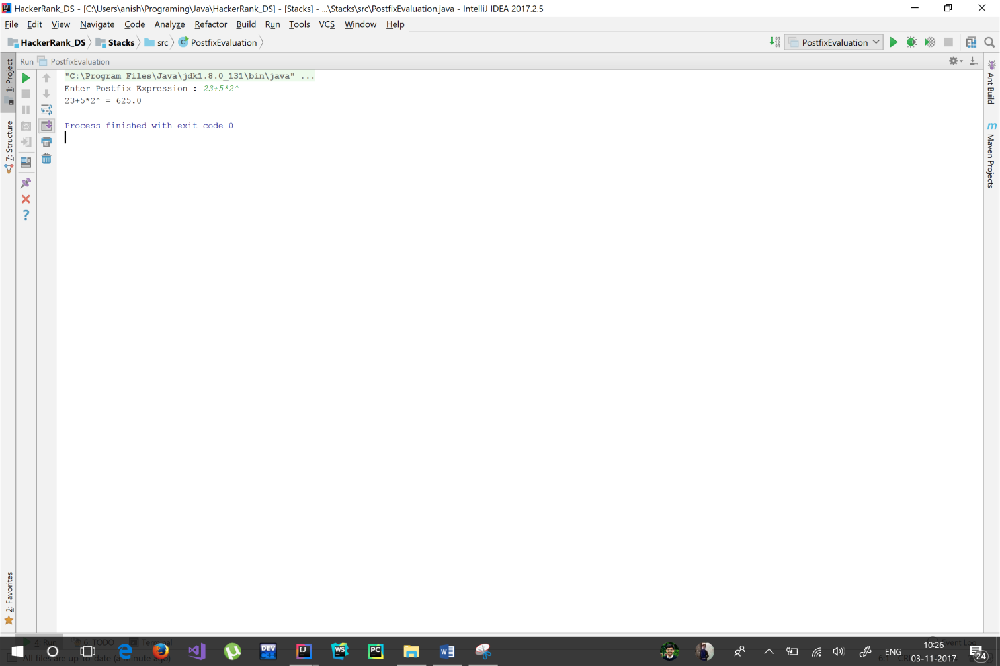 HackerRank_DS - [C:\Users\anish\Programing\Java\HackerRank_DS] - [Stacks] - ...\Stacks\src\PostfixEvaluation.java - IntelliJ IDEA 2017.2.5
File Edit View Navigate Code Analyze Refactor Build Run Tools VCS Window Help
HackerRank_DS Stacks src PostfixEvaluation PostfixEvaluation
Run PostfixEvaluation
"C:\Program Files\Java\jdk1.8.0_131\bin\java" ...
Enter Postfix Expression : 23+5*2^
23+5*2^ = 625.0
Process finished with exit code 0
1: Project
7: Structure
2: Favorites
Ant Build
m Maven Projects
4: Run 6: TODO Terminal Event Log
All files are up-to-date (a minute ago) 6:1
DEV
IJ
WS
PC
W
ENG
10:26
03-11-2017
24